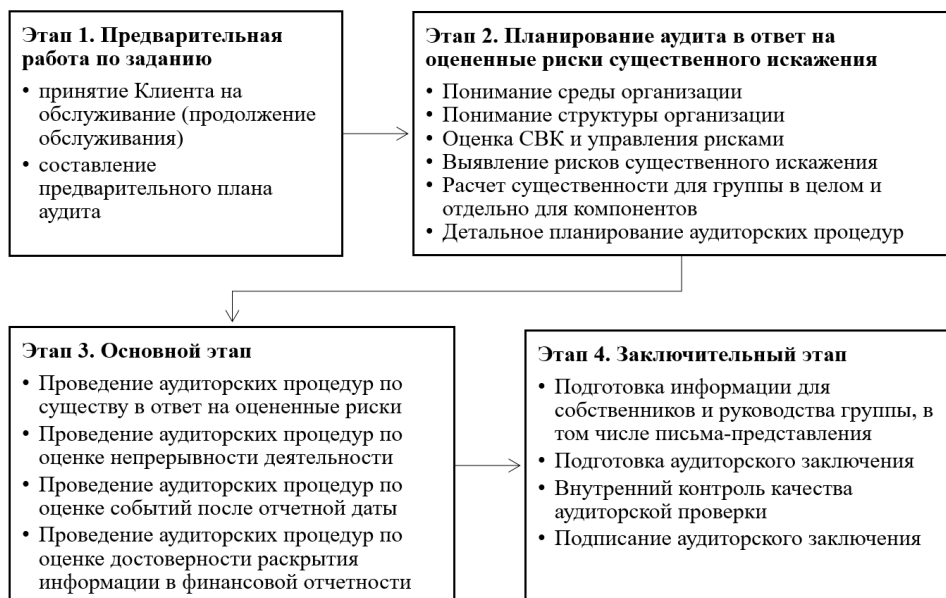 Этап 1. Предварительная
работа по заданию
• принятие Клиента на
обслуживание (продолжение
обслуживания)
• составление
предварительного плана
аудита
Этап 2. Планирование аудита в ответ на
оцененные риски существенного искажения
• Понимание среды организации
• Понимание структуры организации
• Оценка СВК и управления рисками
• Выявление рисков существенного искажения
• Расчет существенности для группы в целом и
отдельно для компонентов
• Детальное планирование аудиторских процедур
Этап 3. Основной этап
• Проведение аудиторских процедур по
существу в ответ на оцененные риски
• Проведение аудиторских процедур по
оценке непрерывности деятельности
• Проведение аудиторских процедур по
оценке событий после отчетной даты
• Проведение аудиторских процедур по
оценке достоверности раскрытия
информации в финансовой отчетности
Этап 4. Заключительный этап
• Подготовка информации для
собственников и руководства группы, в
том числе письма-представления
• Подготовка аудиторского заключения
• Внутренний контроль качества
аудиторской проверки
• Подписание аудиторского заключения